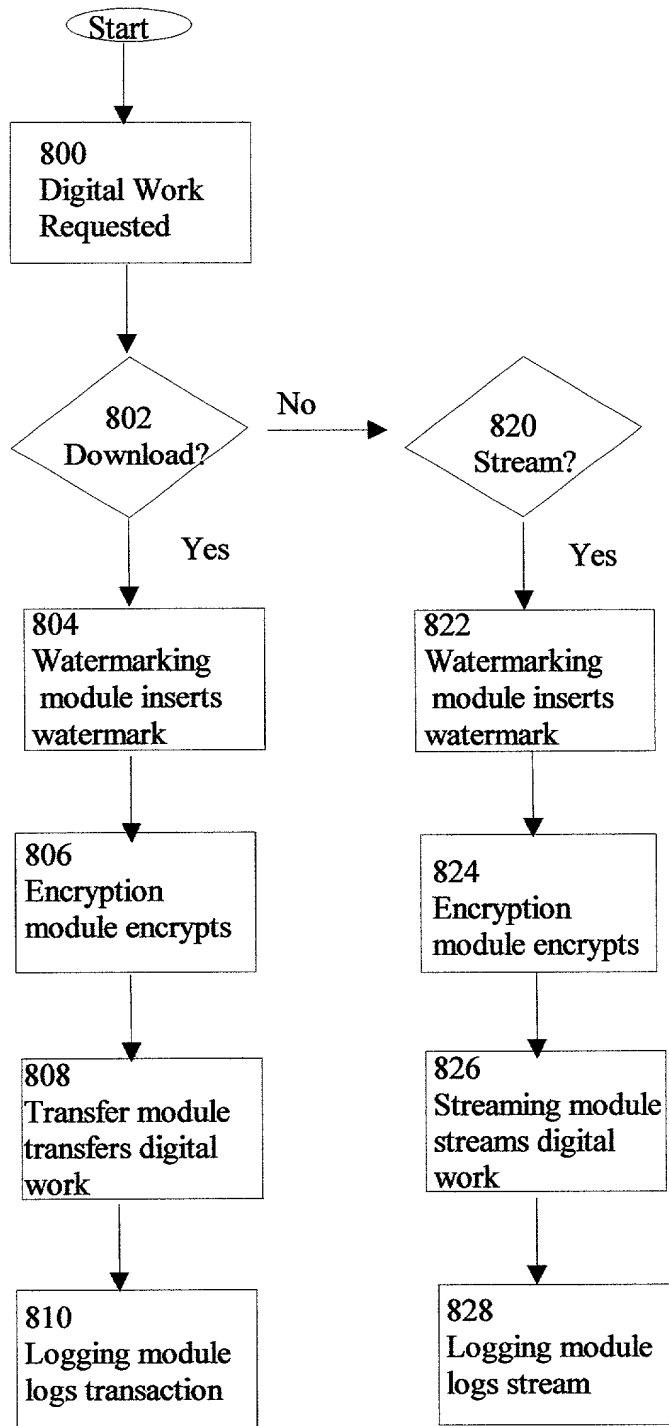 Start
800
Digital Work
Requested
802
Download?
No
820
Stream?
Yes
Yes
804
Watermarking
module inserts
watermark
822
Watermarking
module inserts
watermark
806
Encryption
module encrypts
824
Encryption
module encrypts
808
Transfer module
transfers digital
work
826
Streaming module
streams digital
work
810
Logging module
logs transaction
828
Logging module
logs stream